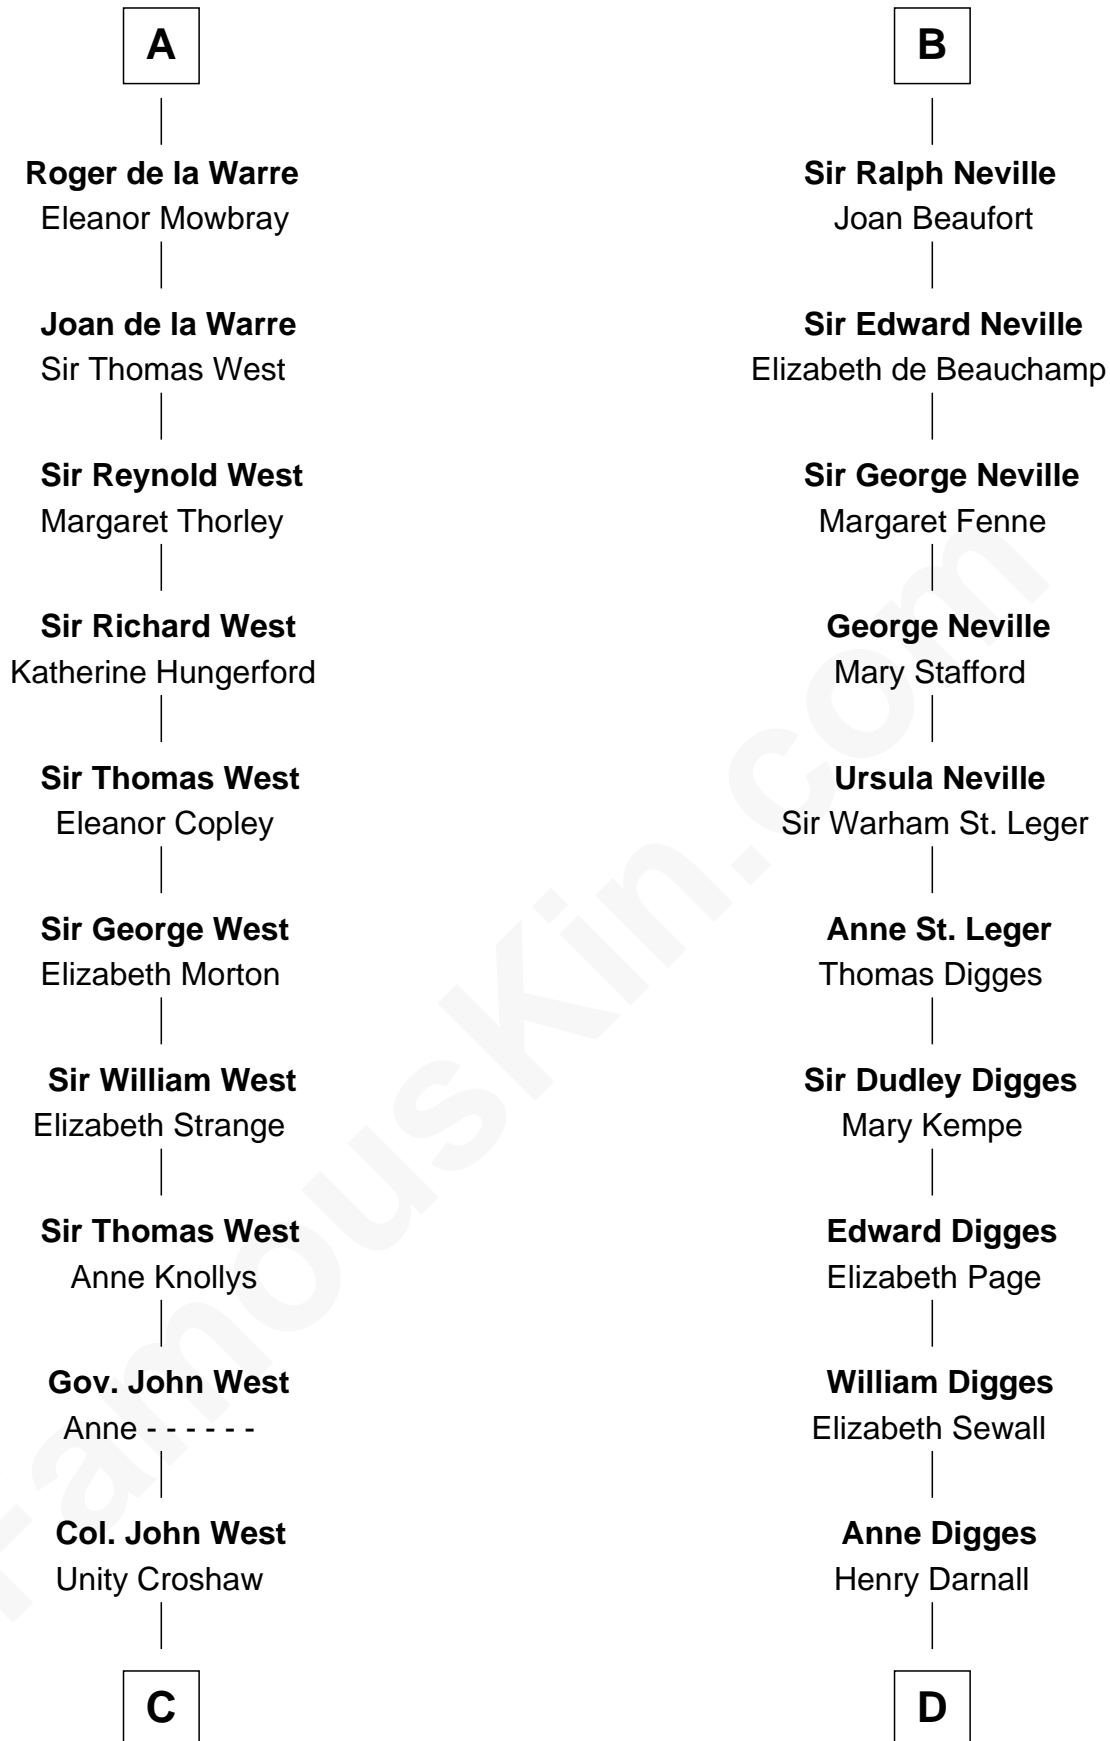 A
Roger de la Warre
Eleanor Mowbray
Joan de la Warre
Sir Thomas West
Sir Reynold West
Margaret Thorley
Sir Richard West
Katherine Hungerford
Sir Thomas West
Eleanor Copley
Sir George West
Elizabeth Morton
Sir William West
Elizabeth Strange
Sir Thomas West
Anne Knollys
Gov. John West
Anne - - - - - -
Col. John West
Unity Croshaw
C
B
Sir Ralph Neville
Joan Beaufort
Sir Edward Neville
Elizabeth de Beauchamp
Sir George Neville
Margaret Fenne
George Neville
Mary Stafford
Ursula Neville
Sir Warham St. Leger
Anne St. Leger
Thomas Digges
Sir Dudley Digges
Mary Kempe
Edward Digges
Elizabeth Page
William Digges
Elizabeth Sewall
Anne Digges
Henry Darnall
D
FamousKin.com